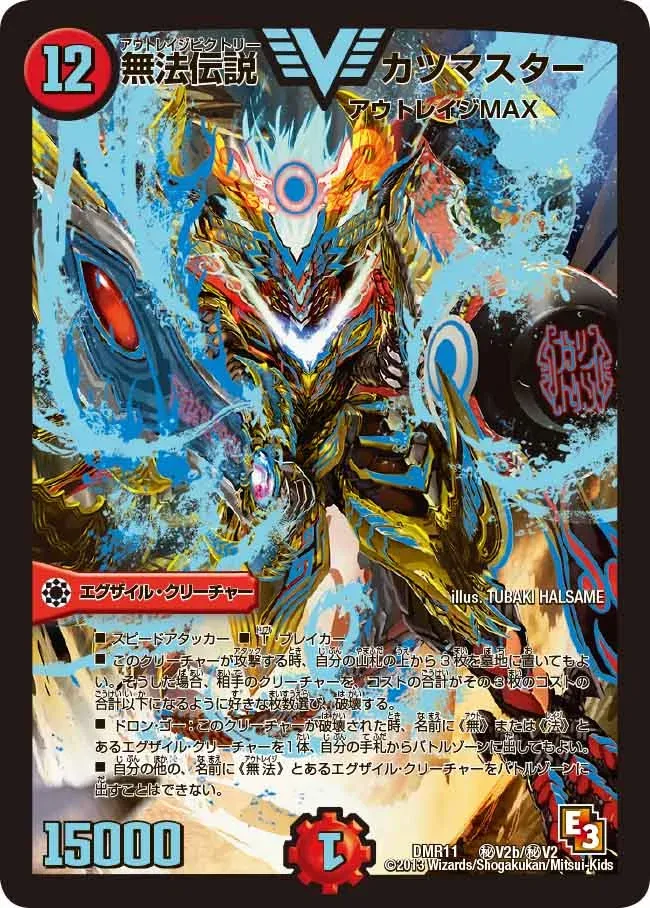 アウトレイジビクトリー
12
無法伝説 V カツマスター
アウトレイジMAX
カツドン
エグザイル・クリーチャー
illus. TUBAKI HALSAME
■ スピードアタッカー ■ T・ブレイカー
■ このクリーチャーが攻撃する時、自分の山札の上から3枚を墓地に置いてもよ
い。そうした場合、相手のクリーチャーを、コストの合計がその3枚のコストの
合計以下になるように好きな枚数選び、破壊する。
■ ドロン・ゴー:このクリーチャーが破壊された時、名前に《無》または《法》と
あるエグザイル・クリーチャーを1体、自分の手札からバトルゾーンに出してもよい。
■ 自分の他の、名前に《無法》とあるエグザイル・クリーチャーをバトルゾーンに
出すことはできない。
15000
1
DMR11 ㊙V2b/㊙V2
©2013 Wizards/Shogakukan/Mitsui-Kids
E3